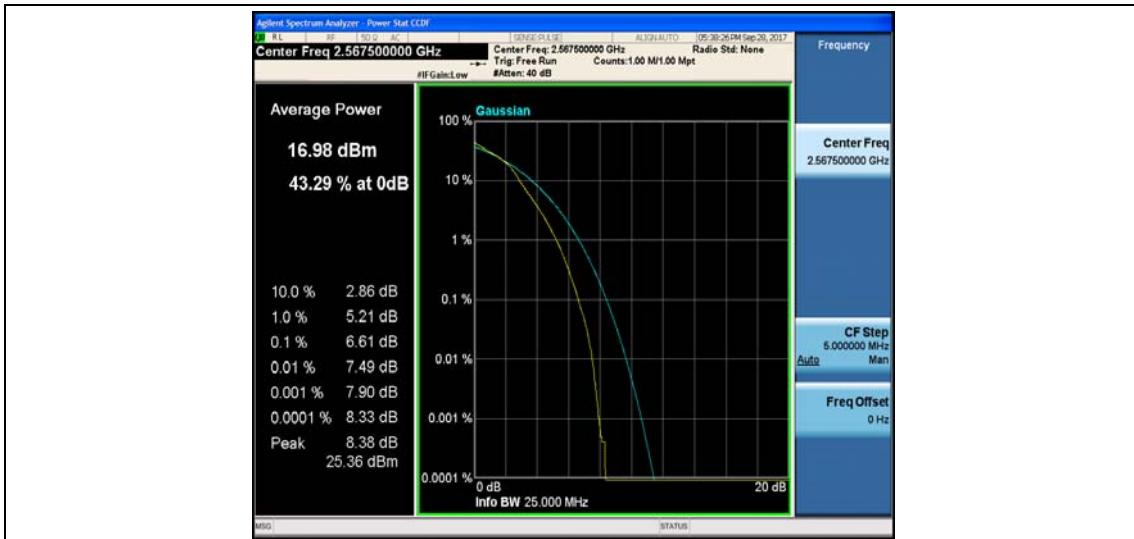 Agilent Spectrum Analyzer - Power Stat CCDF
RL RF 50 Ω AC SENSE:PULSE ALIGN AUTO 05:38:26 PM Sep 28, 2017
Center Freq 2.567500000 GHz
Center Freq: 2.567500000 GHz Radio Std: None
Trig: Free Run Counts:1.00 M/1.00 Mpt
#IFGain:Low #Atten: 40 dB
Frequency
Average Power
16.98 dBm
43.29 % at 0dB
10.0 % 2.86 dB
1.0 % 5.21 dB
0.1 % 6.61 dB
0.01 % 7.49 dB
0.001 % 7.90 dB
0.0001 % 8.33 dB
Peak 8.38 dB
25.36 dBm
Gaussian
100 %
10 %
1 %
0.1 %
0.01 %
0.001 %
0.0001 %
0 dB 20 dB
Info BW 25.000 MHz
Center Freq
2.567500000 GHz
CF Step
5.000000 MHz
Auto Man
Freq Offset
0 Hz
MSG STATUS